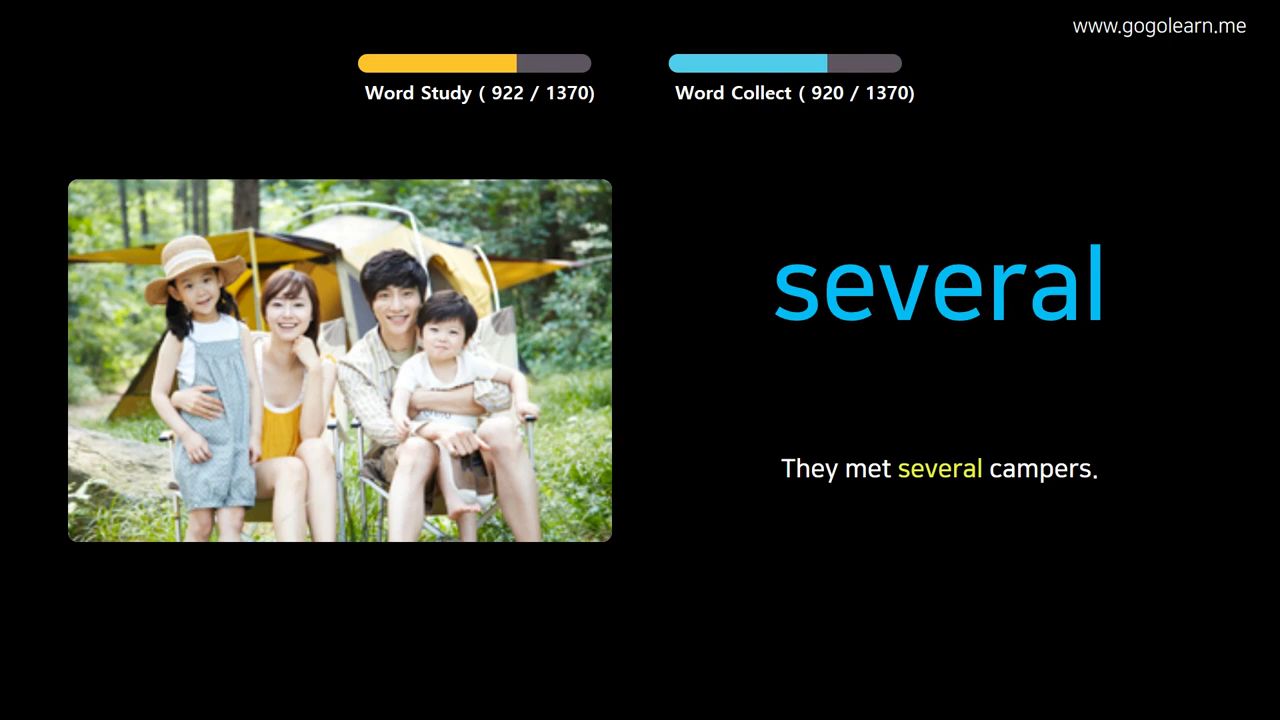 www.gogolearn.me
Word Study ( 922 / 1370)
Word Collect ( 920 / 1370)
several
They met several campers.